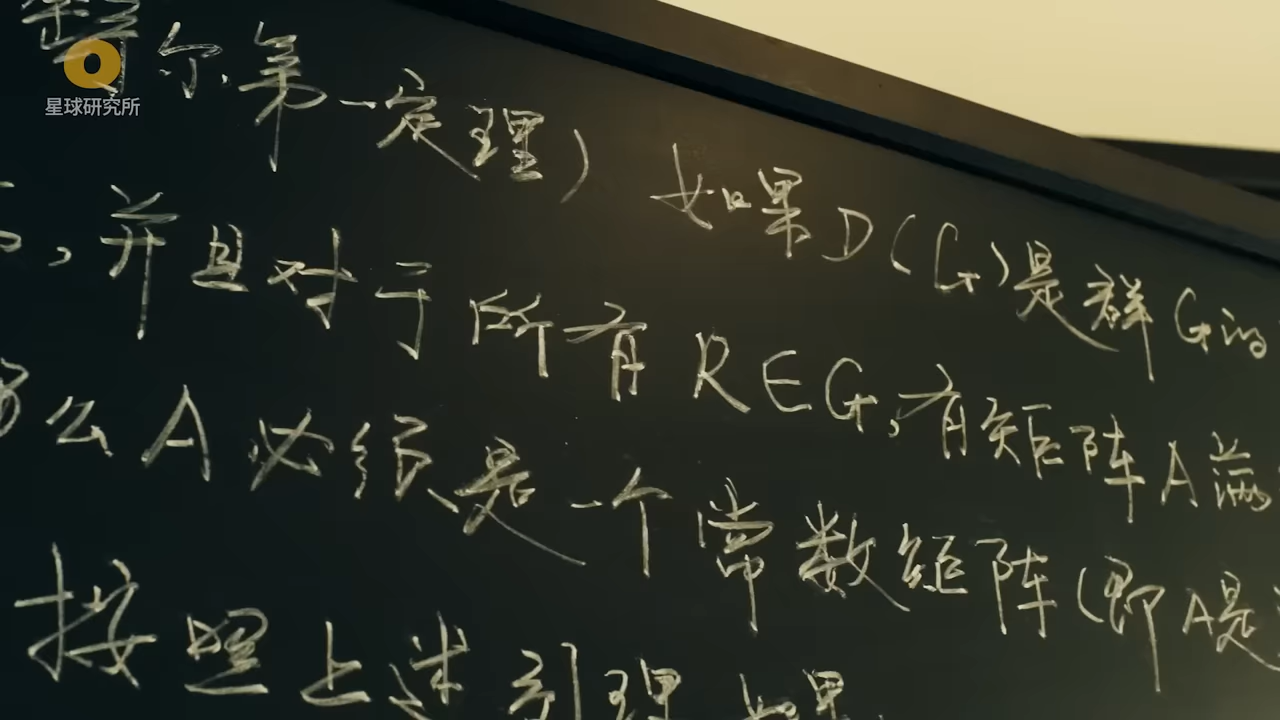 星球研究所
尔第一定理) 如果D(G)是群G的
,并且对于所有REG,有矩阵A满
么A必须是一个常数矩阵(即A是
按照上述引理 如果